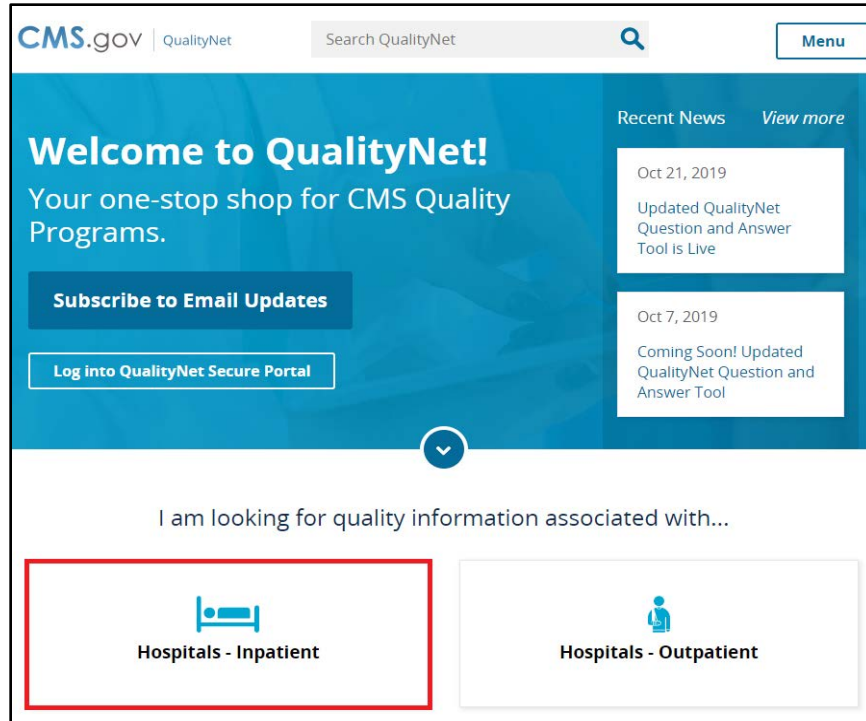 CMS.gov QualityNet
Search QualityNet
Menu
Welcome to QualityNet!
Your one-stop shop for CMS Quality
Programs.
Subscribe to Email Updates
Log into QualityNet Secure Portal
Recent News View more
Oct 21, 2019
Updated QualityNet
Question and Answer
Tool is Live
Oct 7, 2019
Coming Soon! Updated
QualityNet Question and
Answer Tool
I am looking for quality information associated with...
Hospitals - Inpatient
Hospitals - Outpatient